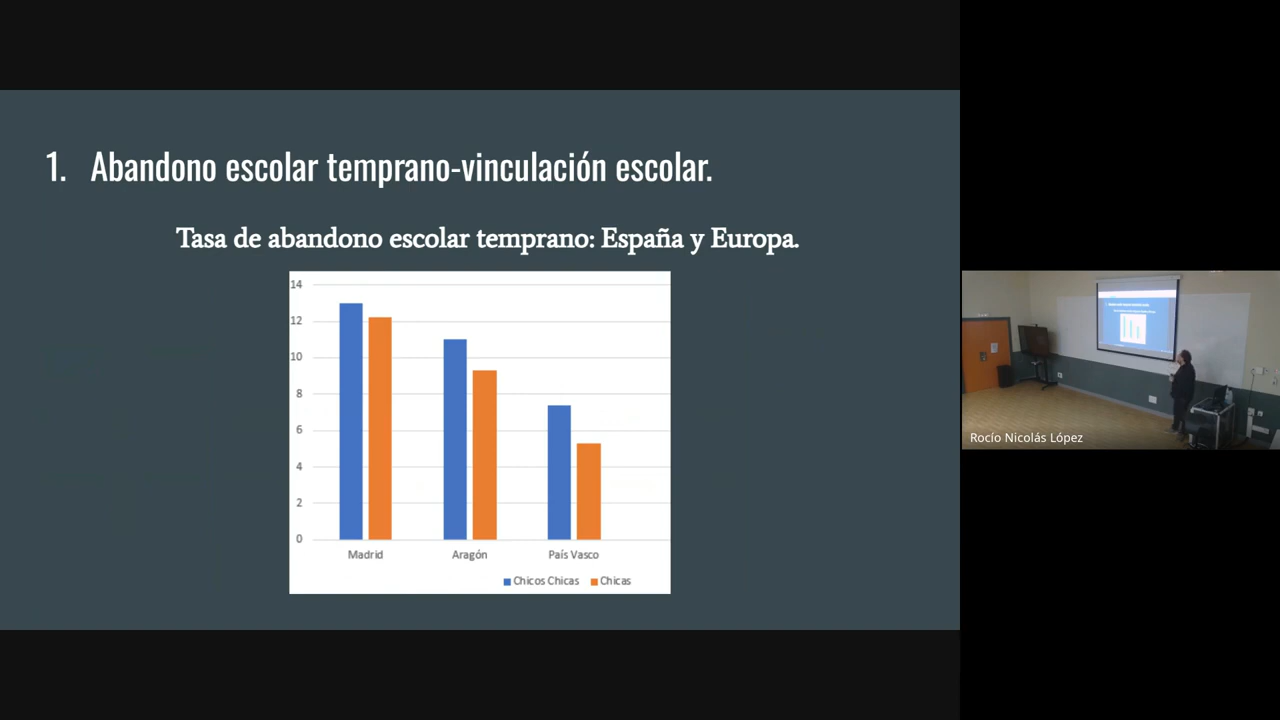 1. Abandono escolar temprano-vinculación escolar.
Tasa de abandono escolar temprano: España y Europa.
14
12
10
8
6
4
2
0
Madrid Aragón País Vasco
Chicos Chicas Chicas
Rocío Nicolás López